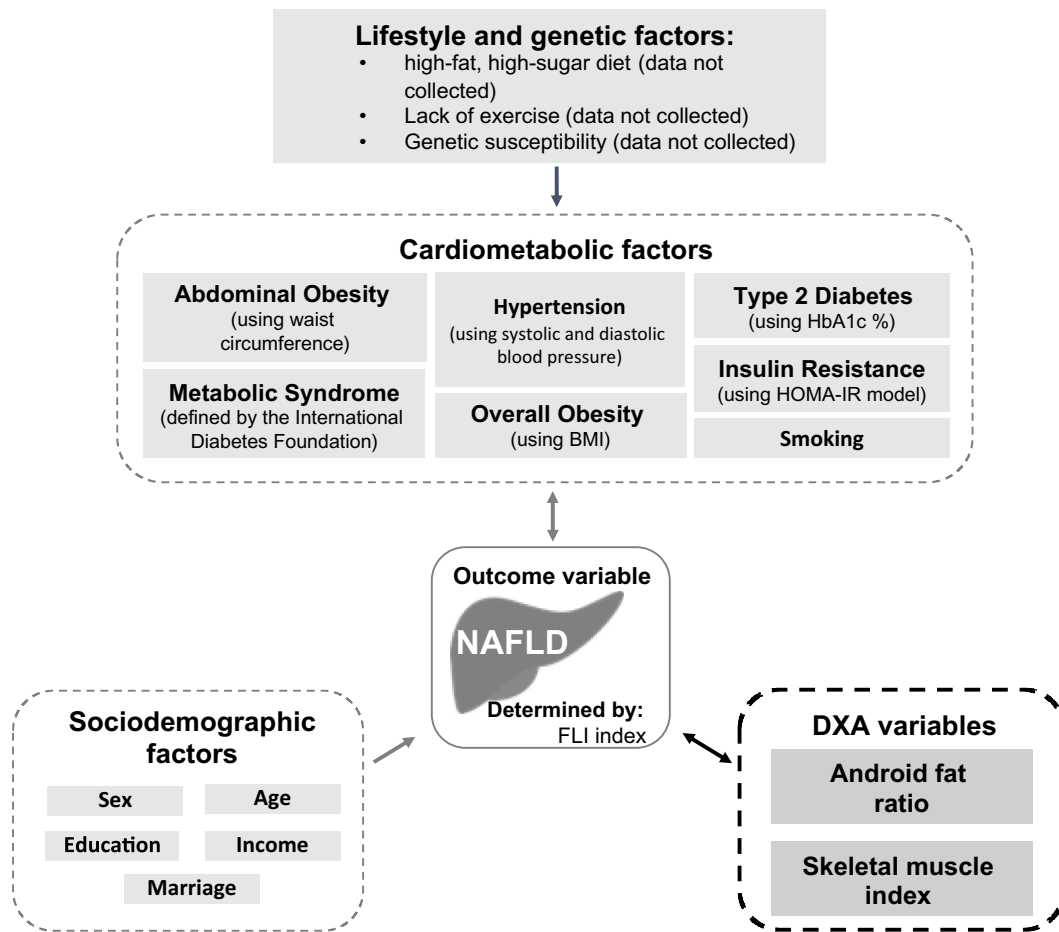 Lifestyle and genetic factors:
• high-fat, high-sugar diet (data not
collected)
• Lack of exercise (data not collected)
• Genetic susceptibility (data not collected)
Cardiometabolic factors
Abdominal Obesity
(using waist
circumference)
Metabolic Syndrome
(defined by the International
Diabetes Foundation)
Hypertension
(using systolic and diastolic
blood pressure)
Overall Obesity
(using BMI)
Type 2 Diabetes
(using HbA1c %)
Insulin Resistance
(using HOMA-IR model)
Smoking
Outcome variable
NAFLD
Determined by:
FLI index
Sociodemographic
factors
Sex
Age
Education
Income
Marriage
DXA variables
Android fat
ratio
Skeletal muscle
index